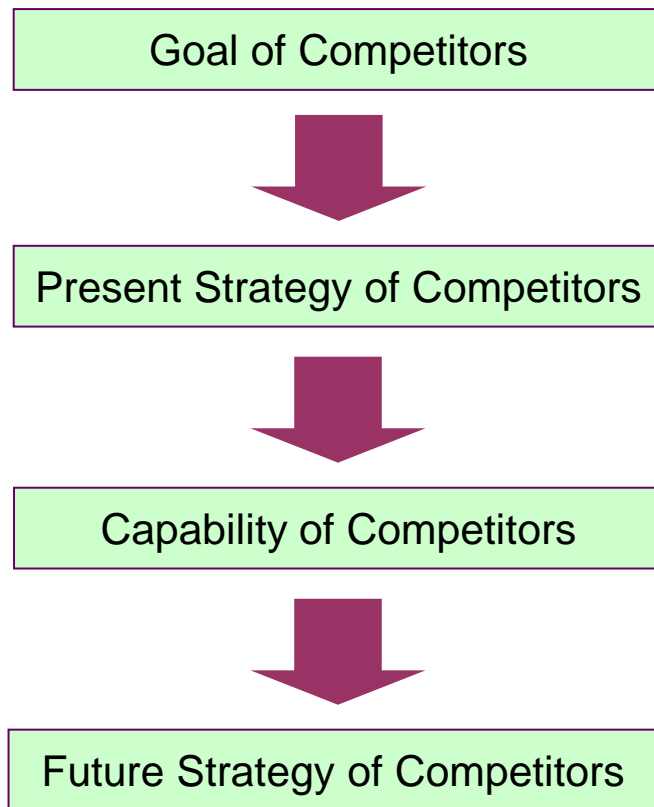 Goal of Competitors
Present Strategy of Competitors
Capability of Competitors
Future Strategy of Competitors